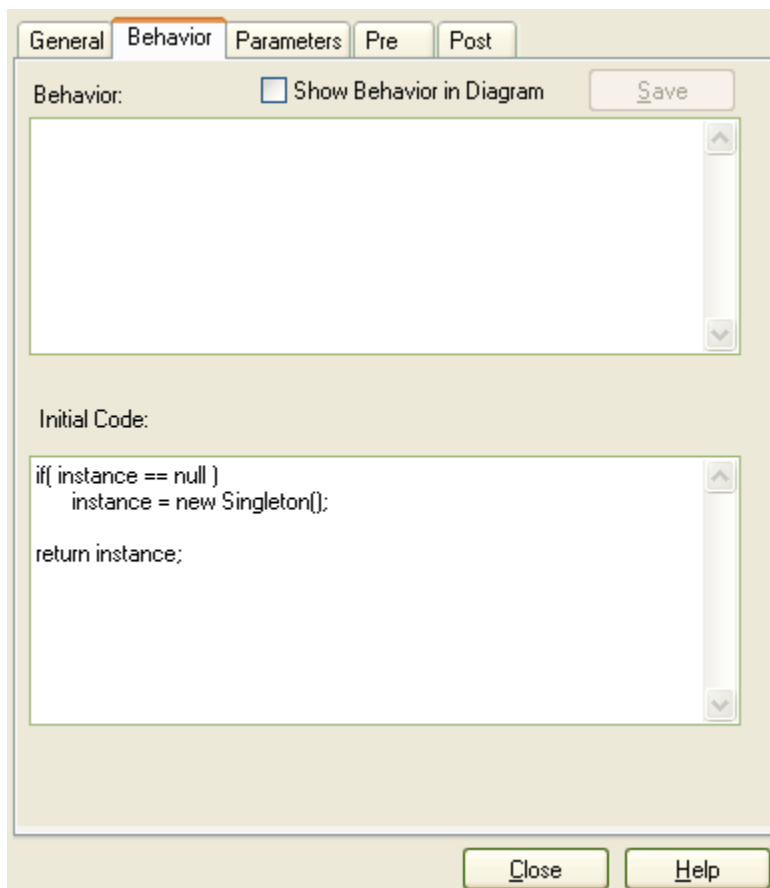 General Behavior Parameters Pre Post
Behavior: Show Behavior in Diagram Save
Initial Code:
if( instance == null )
instance = new Singleton();
return instance;
Close Help